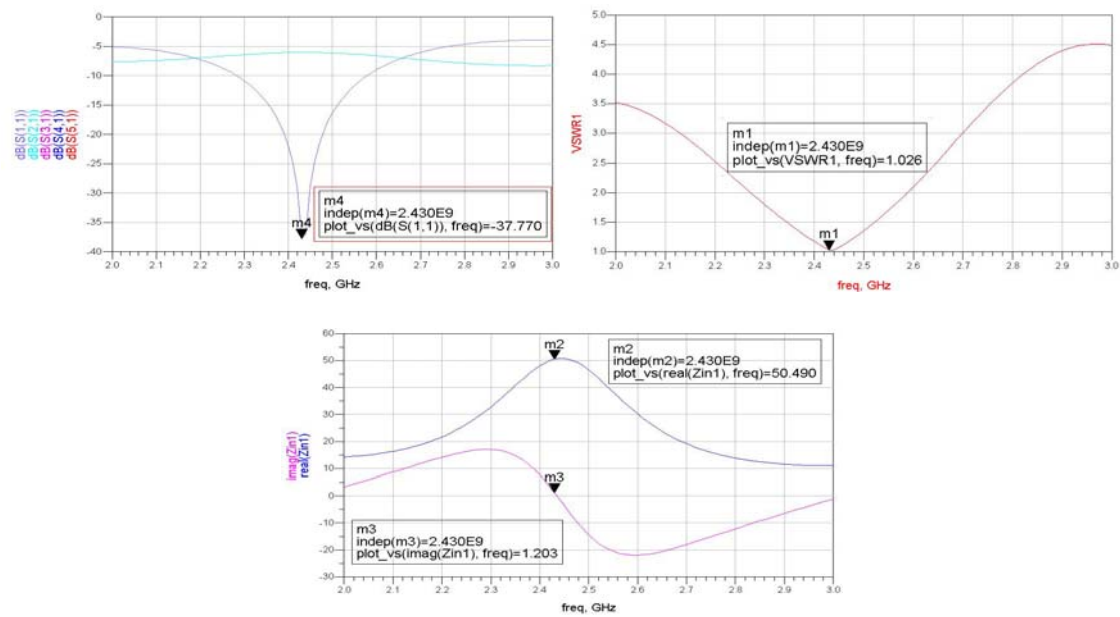 dB(S(1,1))
dB(S(2,1))
dB(S(3,1))
dB(S(4,1))
dB(S(5,1))
0
-5
-10
-15
-20
-25
-30
-35
-40
m4
m4
indep(m4)=2.430E9
plot_vs(dB(S(1,1)), freq)=-37.770
2.0 2.1 2.2 2.3 2.4 2.5 2.6 2.7 2.8 2.9 3.0
freq, GHz
VSWR1
5.0
4.5
4.0
3.5
3.0
2.5
2.0
1.5
1.0
m1
indep(m1)=2.430E9
plot_vs(VSWR1, freq)=1.026
m1
2.0 2.1 2.2 2.3 2.4 2.5 2.6 2.7 2.8 2.9 3.0
freq, GHz
imag(Zin1)
real(Zin1)
60
50
40
30
20
10
0
-10
-20
-30
m2
m2
indep(m2)=2.430E9
plot_vs(real(Zin1), freq)=50.490
m3
m3
indep(m3)=2.430E9
plot_vs(imag(Zin1), freq)=1.203
2.0 2.1 2.2 2.3 2.4 2.5 2.6 2.7 2.8 2.9 3.0
freq, GHz